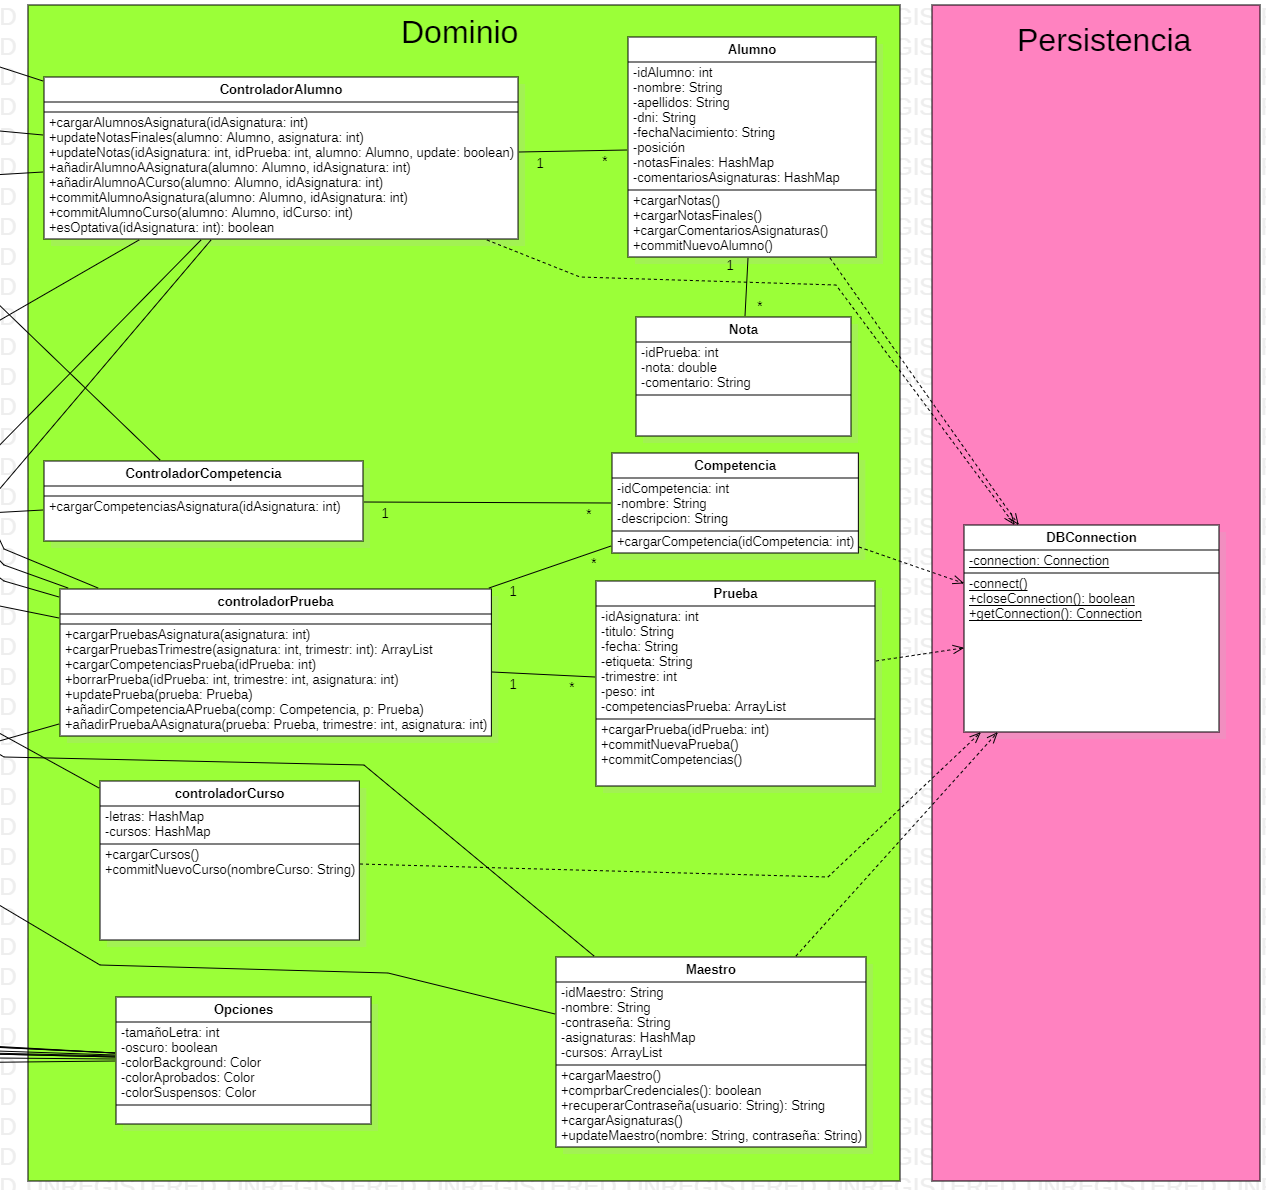 Dominio
ControladorAlumno
+cargarAlumnosAsignatura(idAsignatura: int)
+updateNotasFinales(alumno: Alumno, asignatura: int)
+updateNotas(idAsignatura: int, idPrueba: int, alumno: Alumno, update: boolean)
+añadirAlumnoAAsignatura(alumno: Alumno, idAsignatura: int)
+añadirAlumnoACurso(alumno: Alumno, idAsignatura: int)
+commitAlumnoAsignatura(alumno: Alumno, idAsignatura: int)
+commitAlumnoCurso(alumno: Alumno, idCurso: int)
+esOptativa(idAsignatura: int): boolean
1
*
Alumno
-idAlumno: int
-nombre: String
-apellidos: String
-dni: String
-fechaNacimiento: String
-posición
-notasFinales: HashMap
-comentariosAsignaturas: HashMap
+cargarNotas()
+cargarNotasFinales()
+cargarComentariosAsignaturas()
+commitNuevoAlumno()
1
*
Nota
-idPrueba: int
-nota: double
-comentario: String
ControladorCompetencia
+cargarCompetenciasAsignatura(idAsignatura: int)
1
*
Competencia
-idCompetencia: int
-nombre: String
-descripcion: String
+cargarCompetencia(idCompetencia: int)
*
1
controladorPrueba
+cargarPruebasAsignatura(asignatura: int)
+cargarPruebasTrimestre(asignatura: int, trimestr: int): ArrayList
+cargarCompetenciasPrueba(idPrueba: int)
+borrarPrueba(idPrueba: int, trimestre: int, asignatura: int)
+updatePrueba(prueba: Prueba)
+añadirCompetenciaAPrueba(comp: Competencia, p: Prueba)
+añadirPruebaAAsignatura(prueba: Prueba, trimestre: int, asignatura: int)
1
*
Prueba
-idAsignatura: int
-titulo: String
-fecha: String
-etiqueta: String
-trimestre: int
-peso: int
-competenciasPrueba: ArrayList
+cargarPrueba(idPrueba: int)
+commitNuevaPrueba()
+commitCompetencias()
controladorCurso
-letras: HashMap
-cursos: HashMap
+cargarCursos()
+commitNuevoCurso(nombreCurso: String)
Opciones
-tamañoLetra: int
-oscuro: boolean
-colorBackground: Color
-colorAprobados: Color
-colorSuspensos: Color
Maestro
-idMaestro: String
-nombre: String
-contraseña: String
-asignaturas: HashMap
-cursos: ArrayList
+cargarMaestro()
+comprbarCredenciales(): boolean
+recuperarContraseña(usuario: String): String
+cargarAsignaturas()
+updateMaestro(nombre: String, contraseña: String)
Persistencia
DBConnection
-connection: Connection
-connect()
+closeConnection(): boolean
+getConnection(): Connection